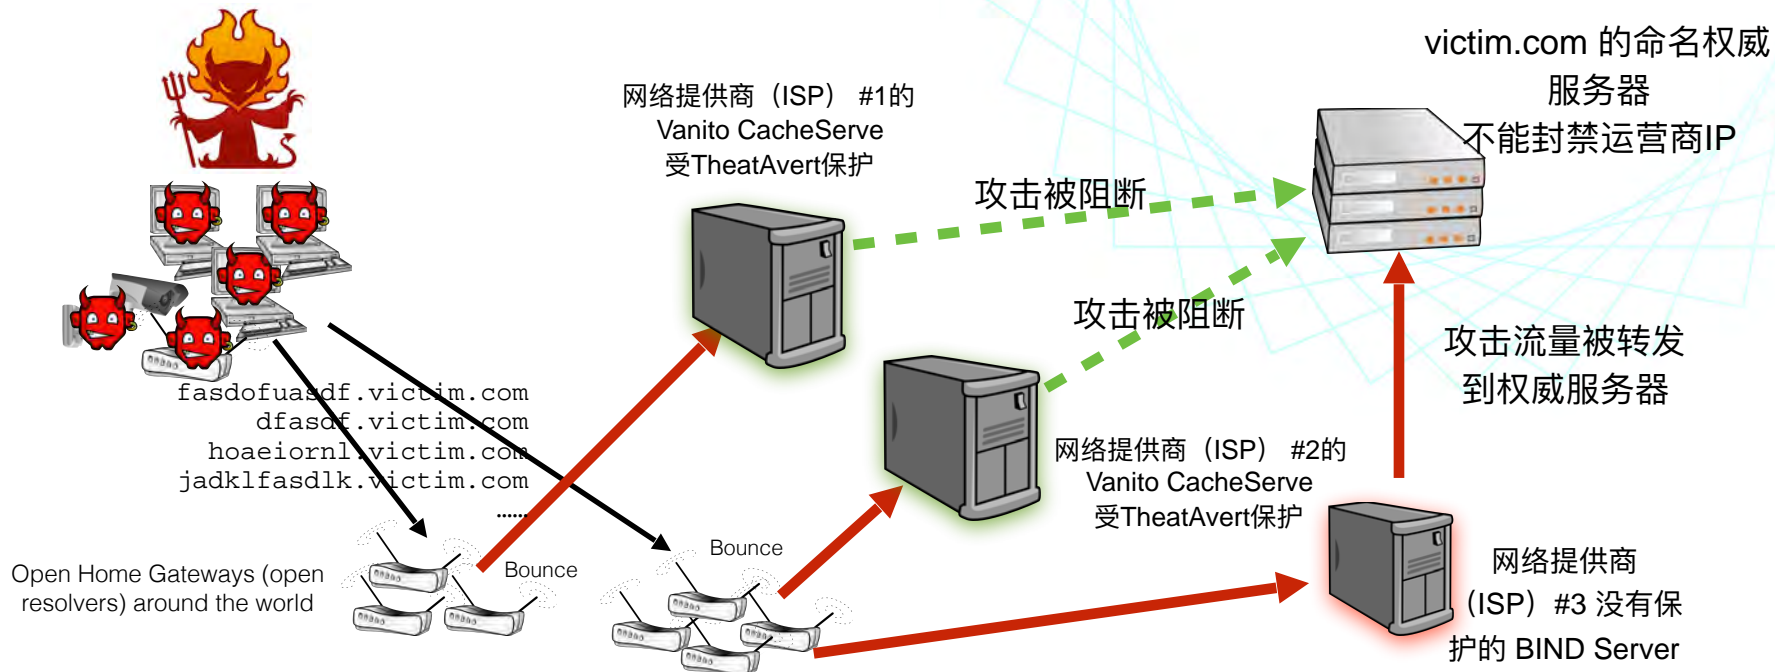 victim.com 的命名权威
服务器
不能封禁运营商IP
网络提供商（ISP） #1的
Vanito CacheServe
受TheatAvert保护
攻击被阻断
攻击被阻断
攻击流量被转发
到权威服务器
fasdofuasdf.victim.com
dfasdf.victim.com
hoaeiornl.victim.com
jadklfasdlk.victim.com
......
网络提供商（ISP） #2的
Vanito CacheServe
受TheatAvert保护
Bounce
Bounce
Open Home Gateways (open
resolvers) around the world
网络提供商
（ISP）#3 没有保
护的 BIND Server